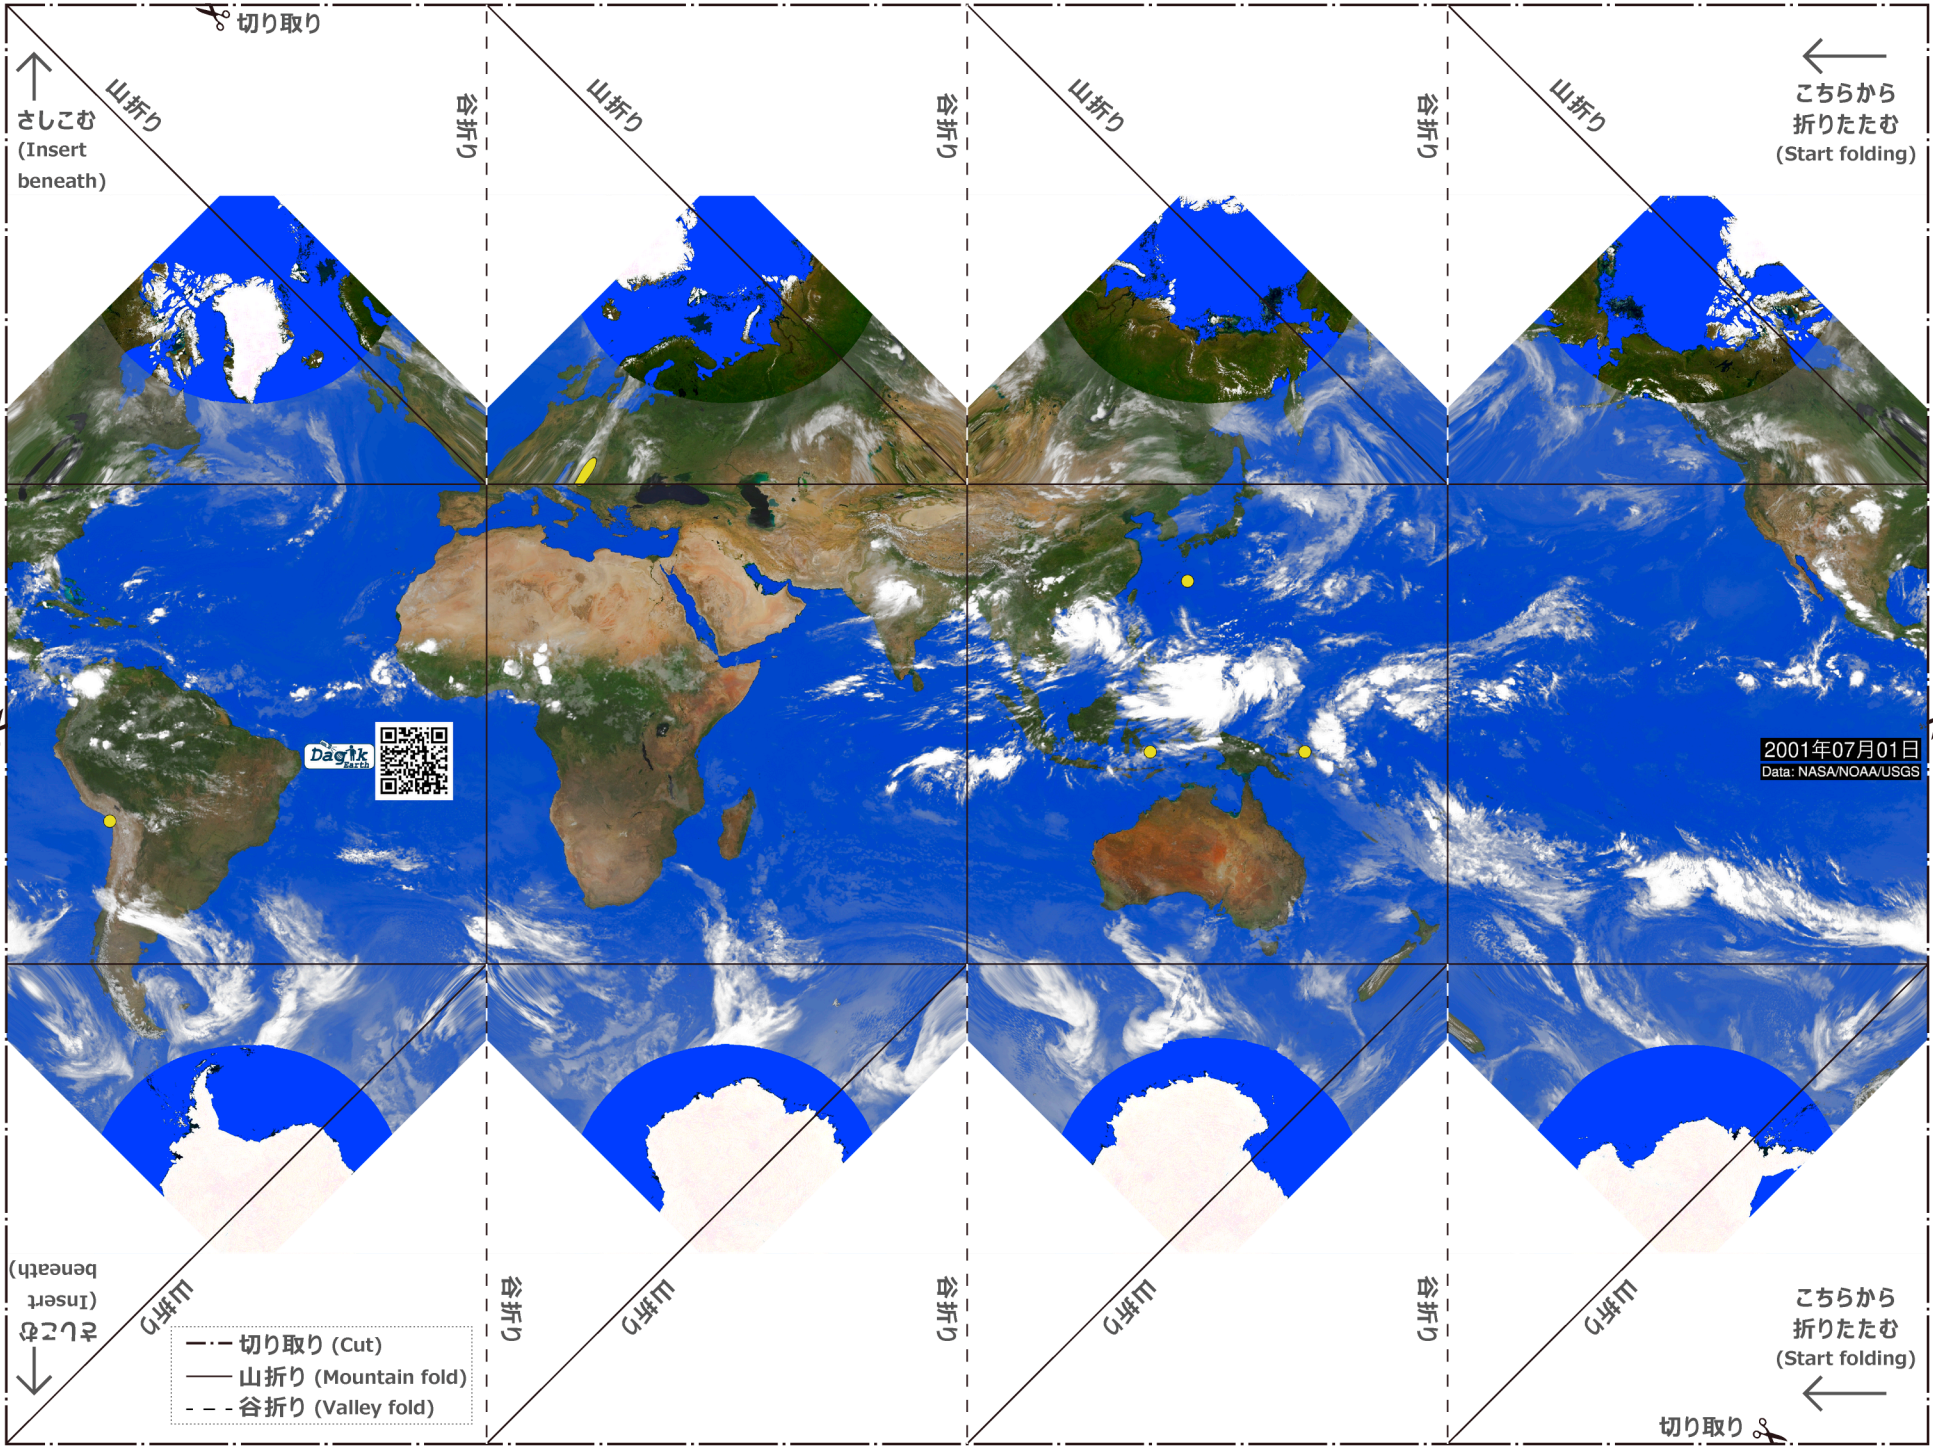 切り取り
山折り
谷折り
山折り
谷折り
山折り
谷折り
山折り
さしこむ
(Insert
beneath)
こちらから
折りたたむ
(Start folding)
Dagik
Earth
2001年07月01日
Data: NASA/NOAA/USGS
さしこむ
(Insert
beneath)
山折り
谷折り
山折り
谷折り
山折り
谷折り
山折り
こちらから
折りたたむ
(Start folding)
切り取り (Cut)
山折り (Mountain fold)
谷折り (Valley fold)
切り取り